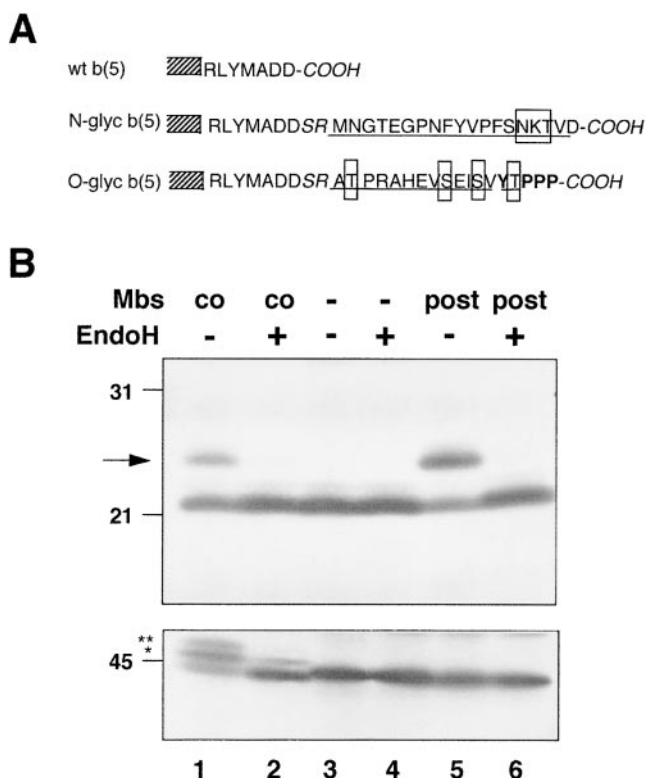 A
wt b(5) RLYMADD-COOH
N-glyc b(5) RLYMADDSR MNGTEGPNFYVPFSNKTVD-COOH
O-glyc b(5) RLYMADDSR ATPRAHEVSEISVYTPPP-COOH
B
Mbs co co - - post post
EndoH - + - + - +
31
21
**
*
45
1 2 3 4 5 6